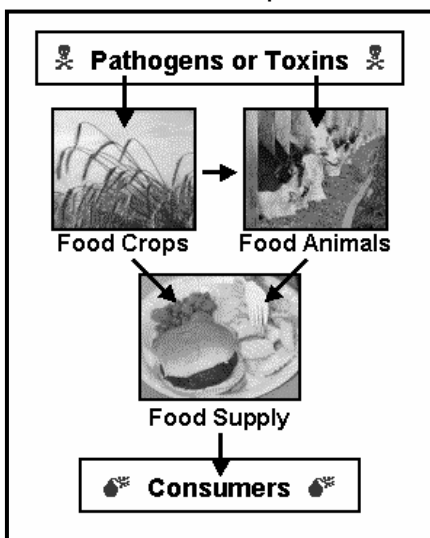 Pathogens or Toxins
Food Crops
Food Animals
Food Supply
Consumers